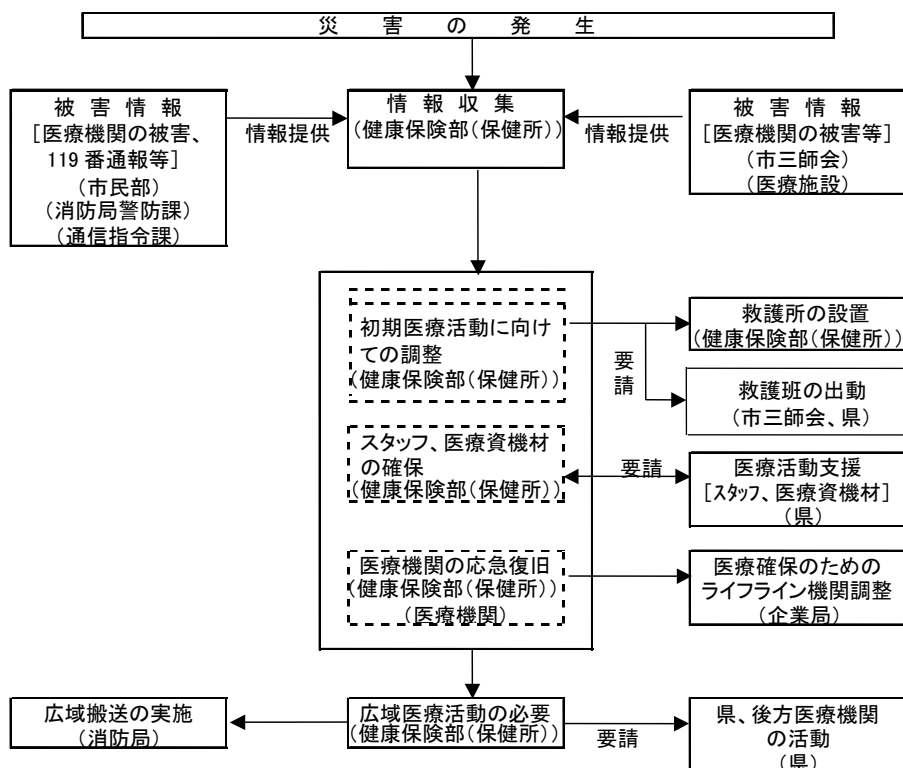 災害の発生
被害情報
[医療機関の被害、
119番通報等]
(市民部)
(消防局警防課)
(通信指令課)
情報提供
情報収集
(健康保険部(保健所))
情報提供
被害情報
[医療機関の被害等]
(市三師会)
(医療施設)
初期医療活動に向け
ての調整
(健康保険部(保健所))
要請
救護所の設置
(健康保険部(保健所))
救護班の出動
(市三師会、県)
スタッフ、医療資機材
の確保
(健康保険部(保健所))
要請
医療活動支援
[スタッフ、医療資機材]
(県)
医療機関の応急復旧
(健康保険部(保健所))
(医療機関)
医療確保のための
ライフライン機関調整
(企業局)
広域搬送の実施
(消防局)
広域医療活動の必要
(健康保険部(保健所))
要請
県、後方医療機関
の活動
(県)